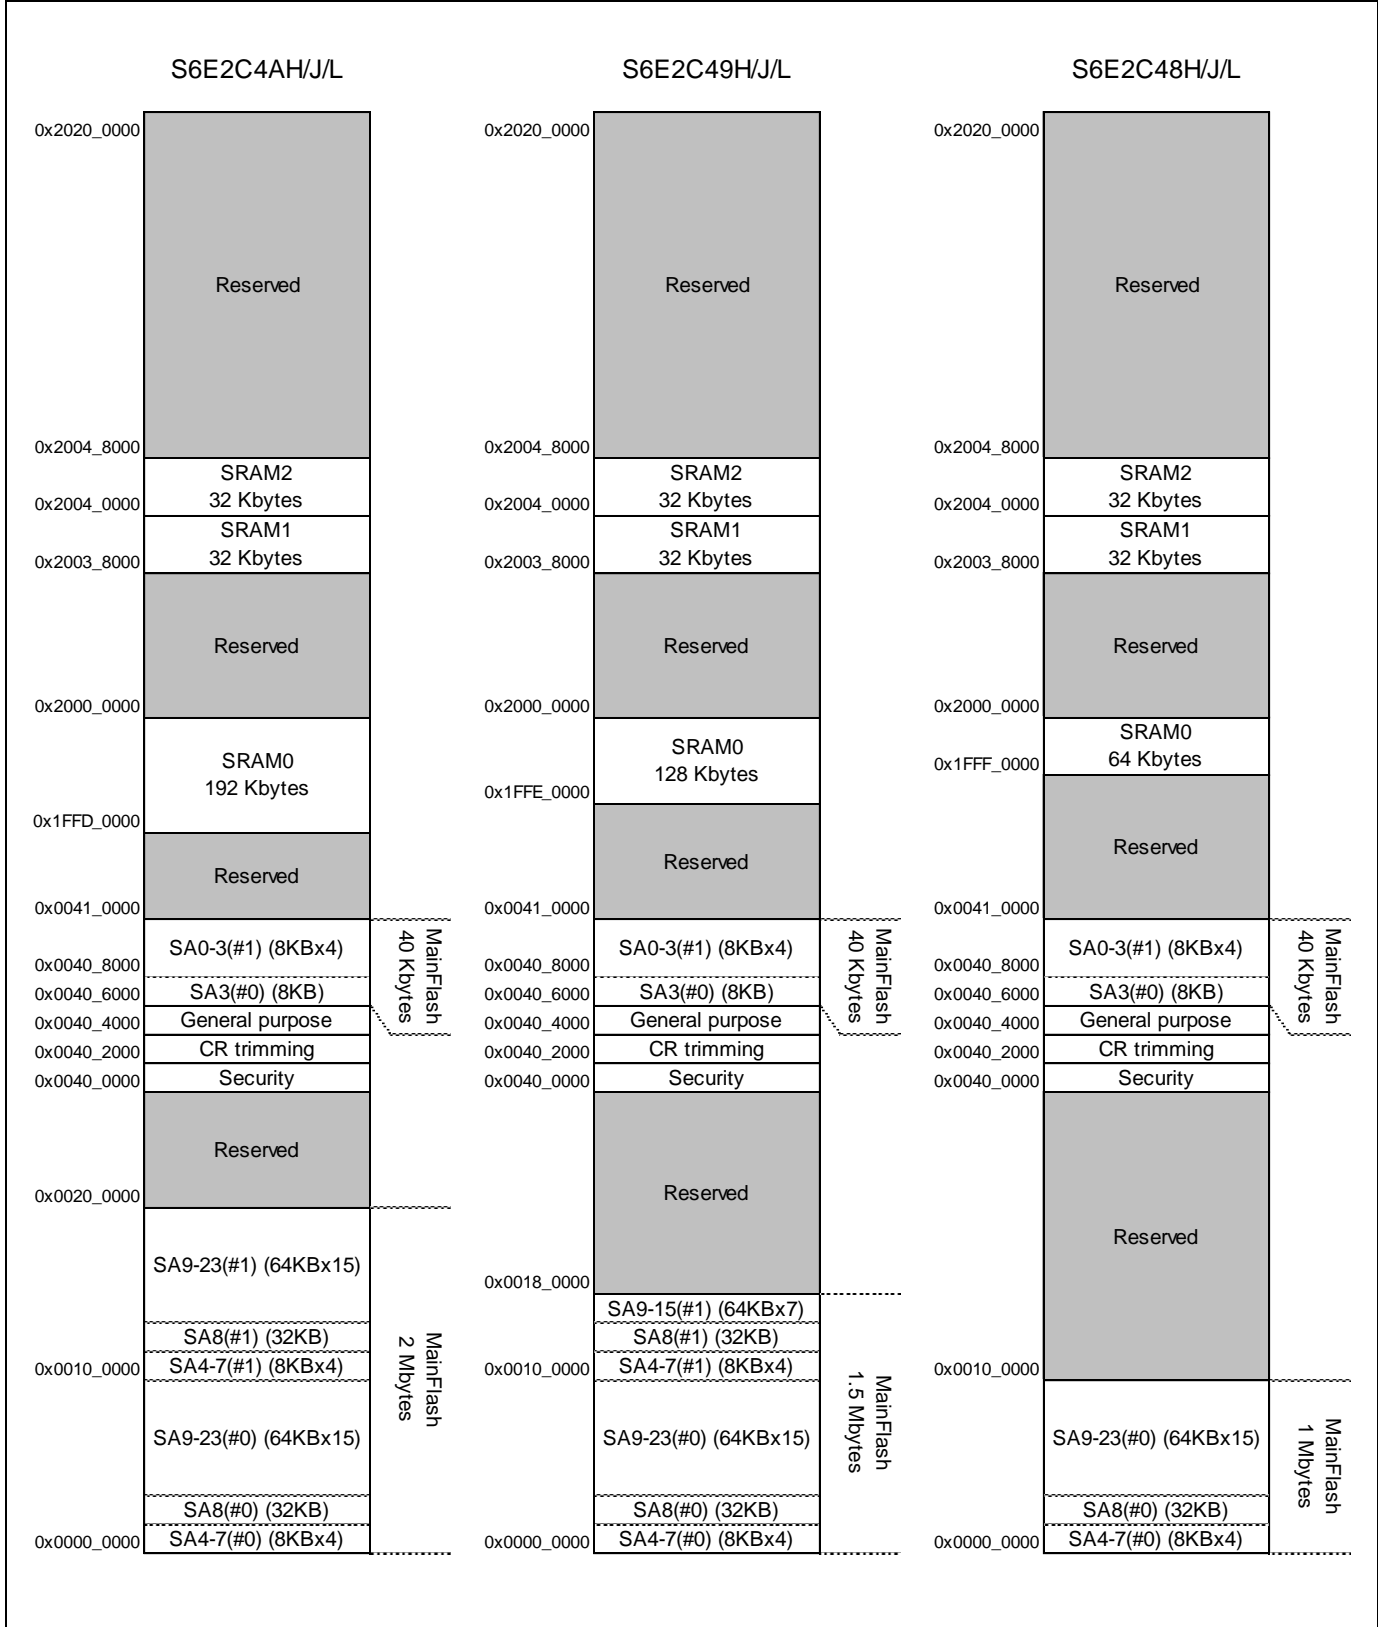 S6E2C4AH/J/L
0x2020_0000
Reserved
0x2004_8000
SRAM2
32 Kbytes
0x2004_0000
SRAM1
32 Kbytes
0x2003_8000
Reserved
0x2000_0000
SRAM0
192 Kbytes
0x1FFD_0000
Reserved
0x0041_0000
SA0-3(#1) (8KBx4)
0x0040_8000
SA3(#0) (8KB)
0x0040_6000
General purpose
0x0040_4000
CR trimming
0x0040_2000
Security
0x0040_0000
MainFlash
40 Kbytes
Reserved
0x0020_0000
SA9-23(#1) (64KBx15)
SA8(#1) (32KB)
SA4-7(#1) (8KBx4)
0x0010_0000
SA9-23(#0) (64KBx15)
SA8(#0) (32KB)
SA4-7(#0) (8KBx4)
0x0000_0000
MainFlash
2 Mbytes
S6E2C49H/J/L
0x2020_0000
Reserved
0x2004_8000
SRAM2
32 Kbytes
0x2004_0000
SRAM1
32 Kbytes
0x2003_8000
Reserved
0x2000_0000
SRAM0
128 Kbytes
0x1FFE_0000
Reserved
0x0041_0000
SA0-3(#1) (8KBx4)
0x0040_8000
SA3(#0) (8KB)
0x0040_6000
General purpose
0x0040_4000
CR trimming
0x0040_2000
Security
0x0040_0000
MainFlash
40 Kbytes
Reserved
0x0018_0000
SA9-15(#1) (64KBx7)
SA8(#1) (32KB)
SA4-7(#1) (8KBx4)
0x0010_0000
SA9-23(#0) (64KBx15)
SA8(#0) (32KB)
SA4-7(#0) (8KBx4)
0x0000_0000
MainFlash
1.5 Mbytes
S6E2C48H/J/L
0x2020_0000
Reserved
0x2004_8000
SRAM2
32 Kbytes
0x2004_0000
SRAM1
32 Kbytes
0x2003_8000
Reserved
0x2000_0000
SRAM0
64 Kbytes
0x1FFF_0000
Reserved
0x0041_0000
SA0-3(#1) (8KBx4)
0x0040_8000
SA3(#0) (8KB)
0x0040_6000
General purpose
0x0040_4000
CR trimming
0x0040_2000
Security
0x0040_0000
MainFlash
40 Kbytes
Reserved
0x0010_0000
SA9-23(#0) (64KBx15)
SA8(#0) (32KB)
SA4-7(#0) (8KBx4)
0x0000_0000
MainFlash
1 Mbytes